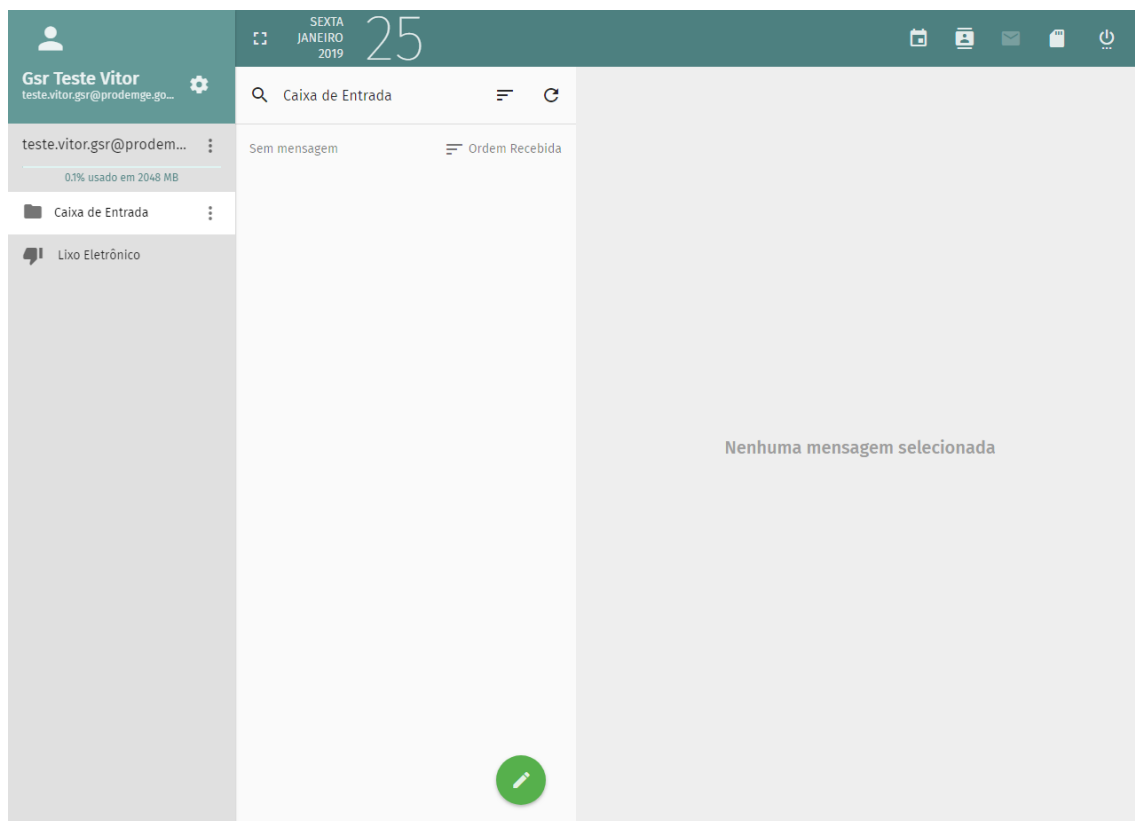 Gsr Teste Vitor
teste.vitor.gsr@prodemge.go...
SEXTA
JANEIRO
2019
25
teste.vitor.gsr@prodem...
0.1% usado em 2048 MB
Caixa de Entrada
Lixo Eletrônico
Caixa de Entrada
Sem mensagem
Ordem Recebida
Nenhuma mensagem selecionada